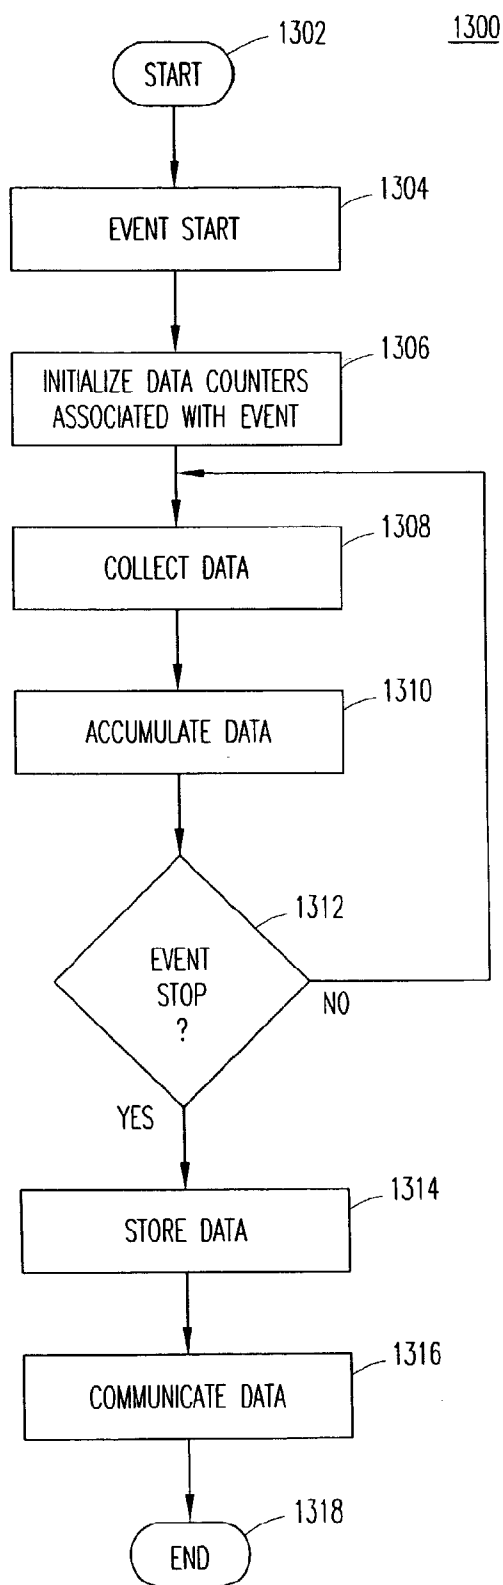 1300
1302
START
1304
EVENT START
1306
INITIALIZE DATA COUNTERS
ASSOCIATED WITH EVENT
1308
COLLECT DATA
1310
ACCUMULATE DATA
1312
EVENT
STOP
?
NO
YES
1314
STORE DATA
1316
COMMUNICATE DATA
1318
END